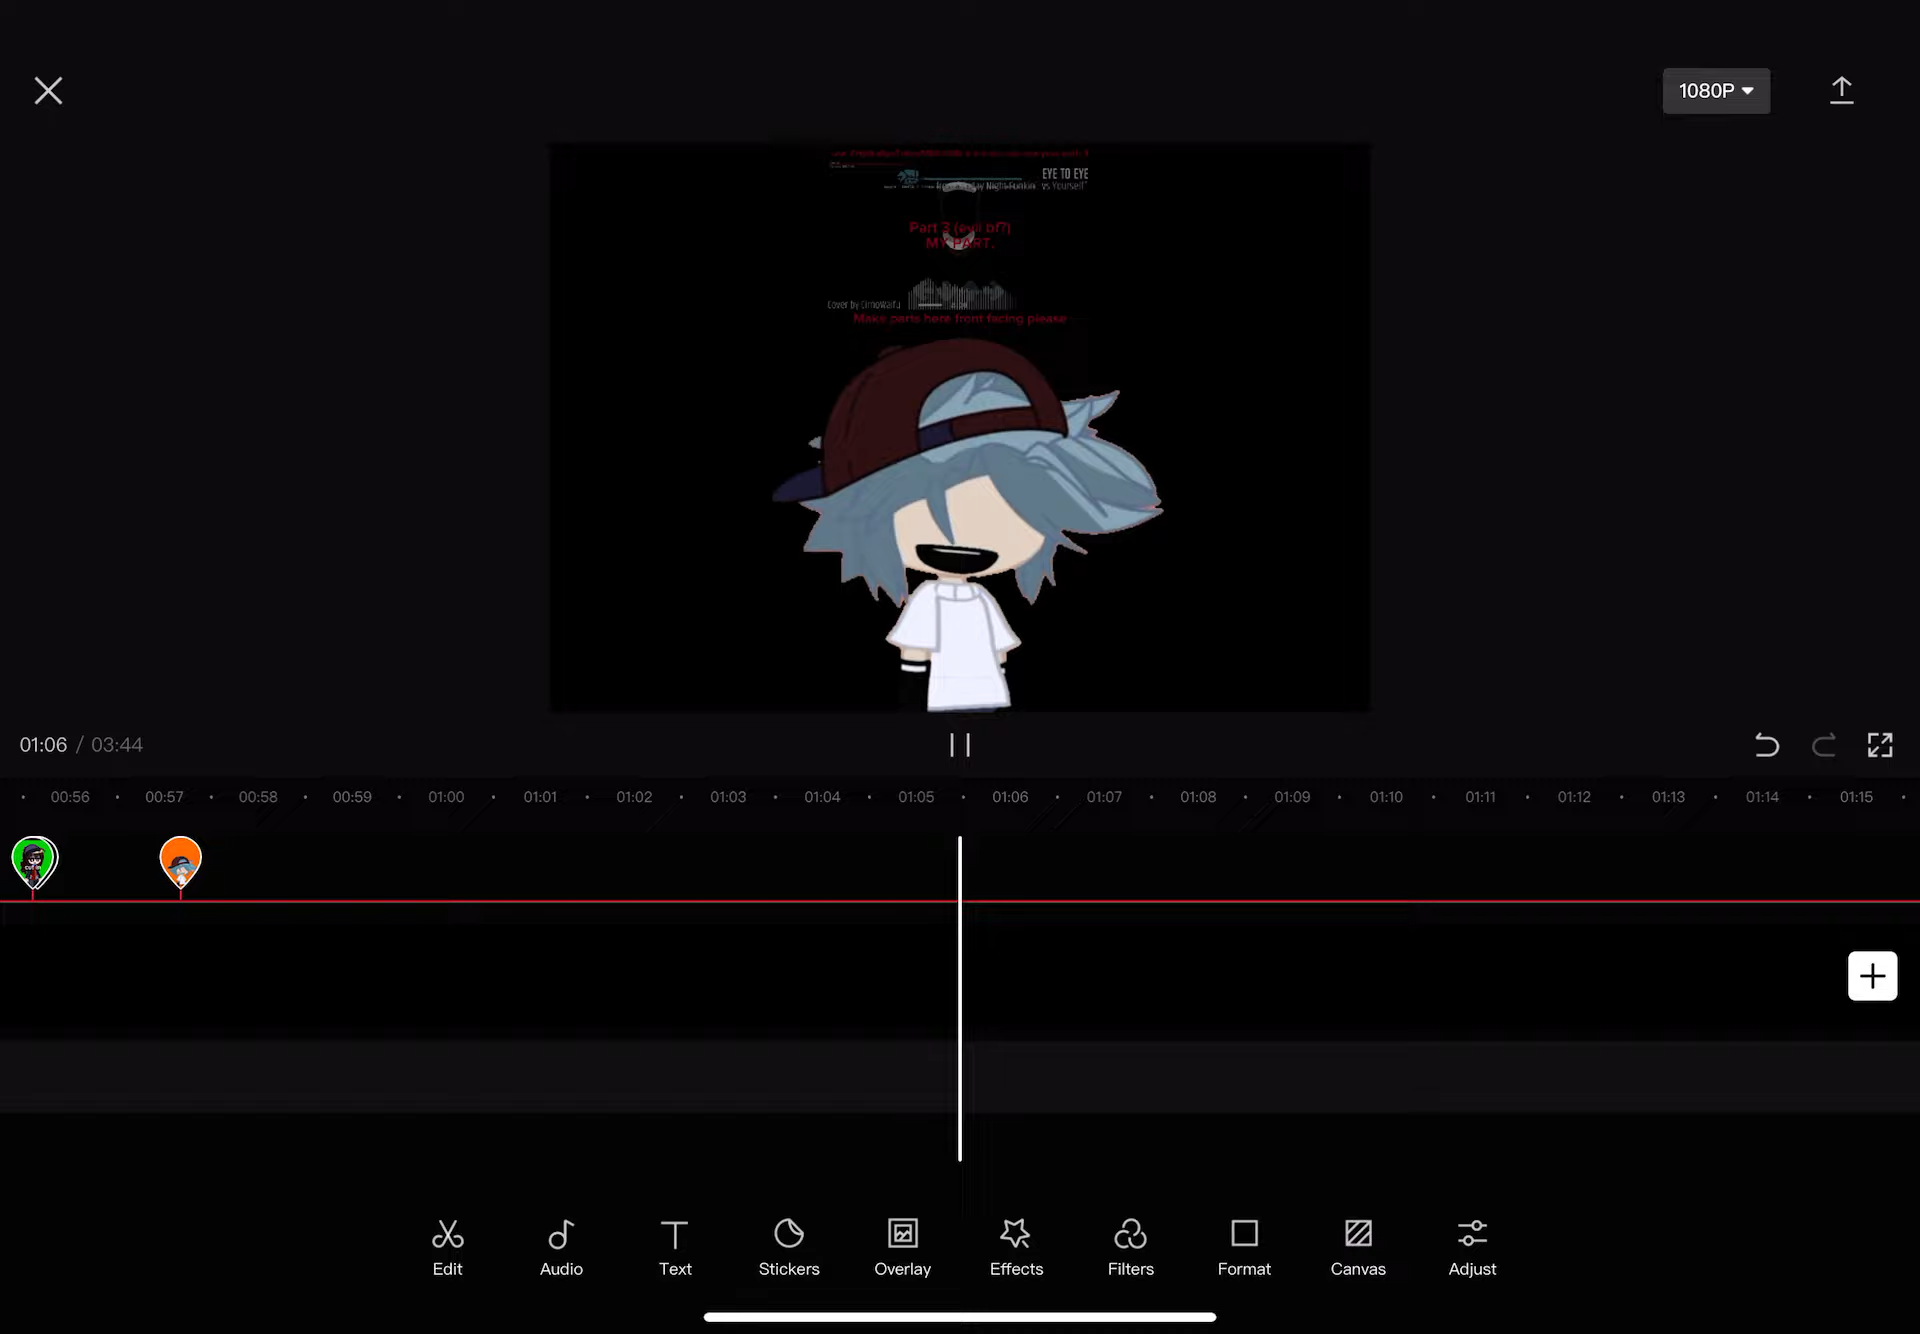 1080P
EYE TO EYE
vs Yourself"
Part 3 (evil bf?)
MY PART.
Cover by CimoWaifu
Make parts here front facing please
01:06 / 03:44
00:56 00:57 00:58 00:59 01:00 01:01 01:02 01:03 01:04 01:05 01:06 01:07 01:08 01:09 01:10 01:11 01:12 01:13 01:14 01:15
Edit Audio Text Stickers Overlay Effects Filters Format Canvas Adjust